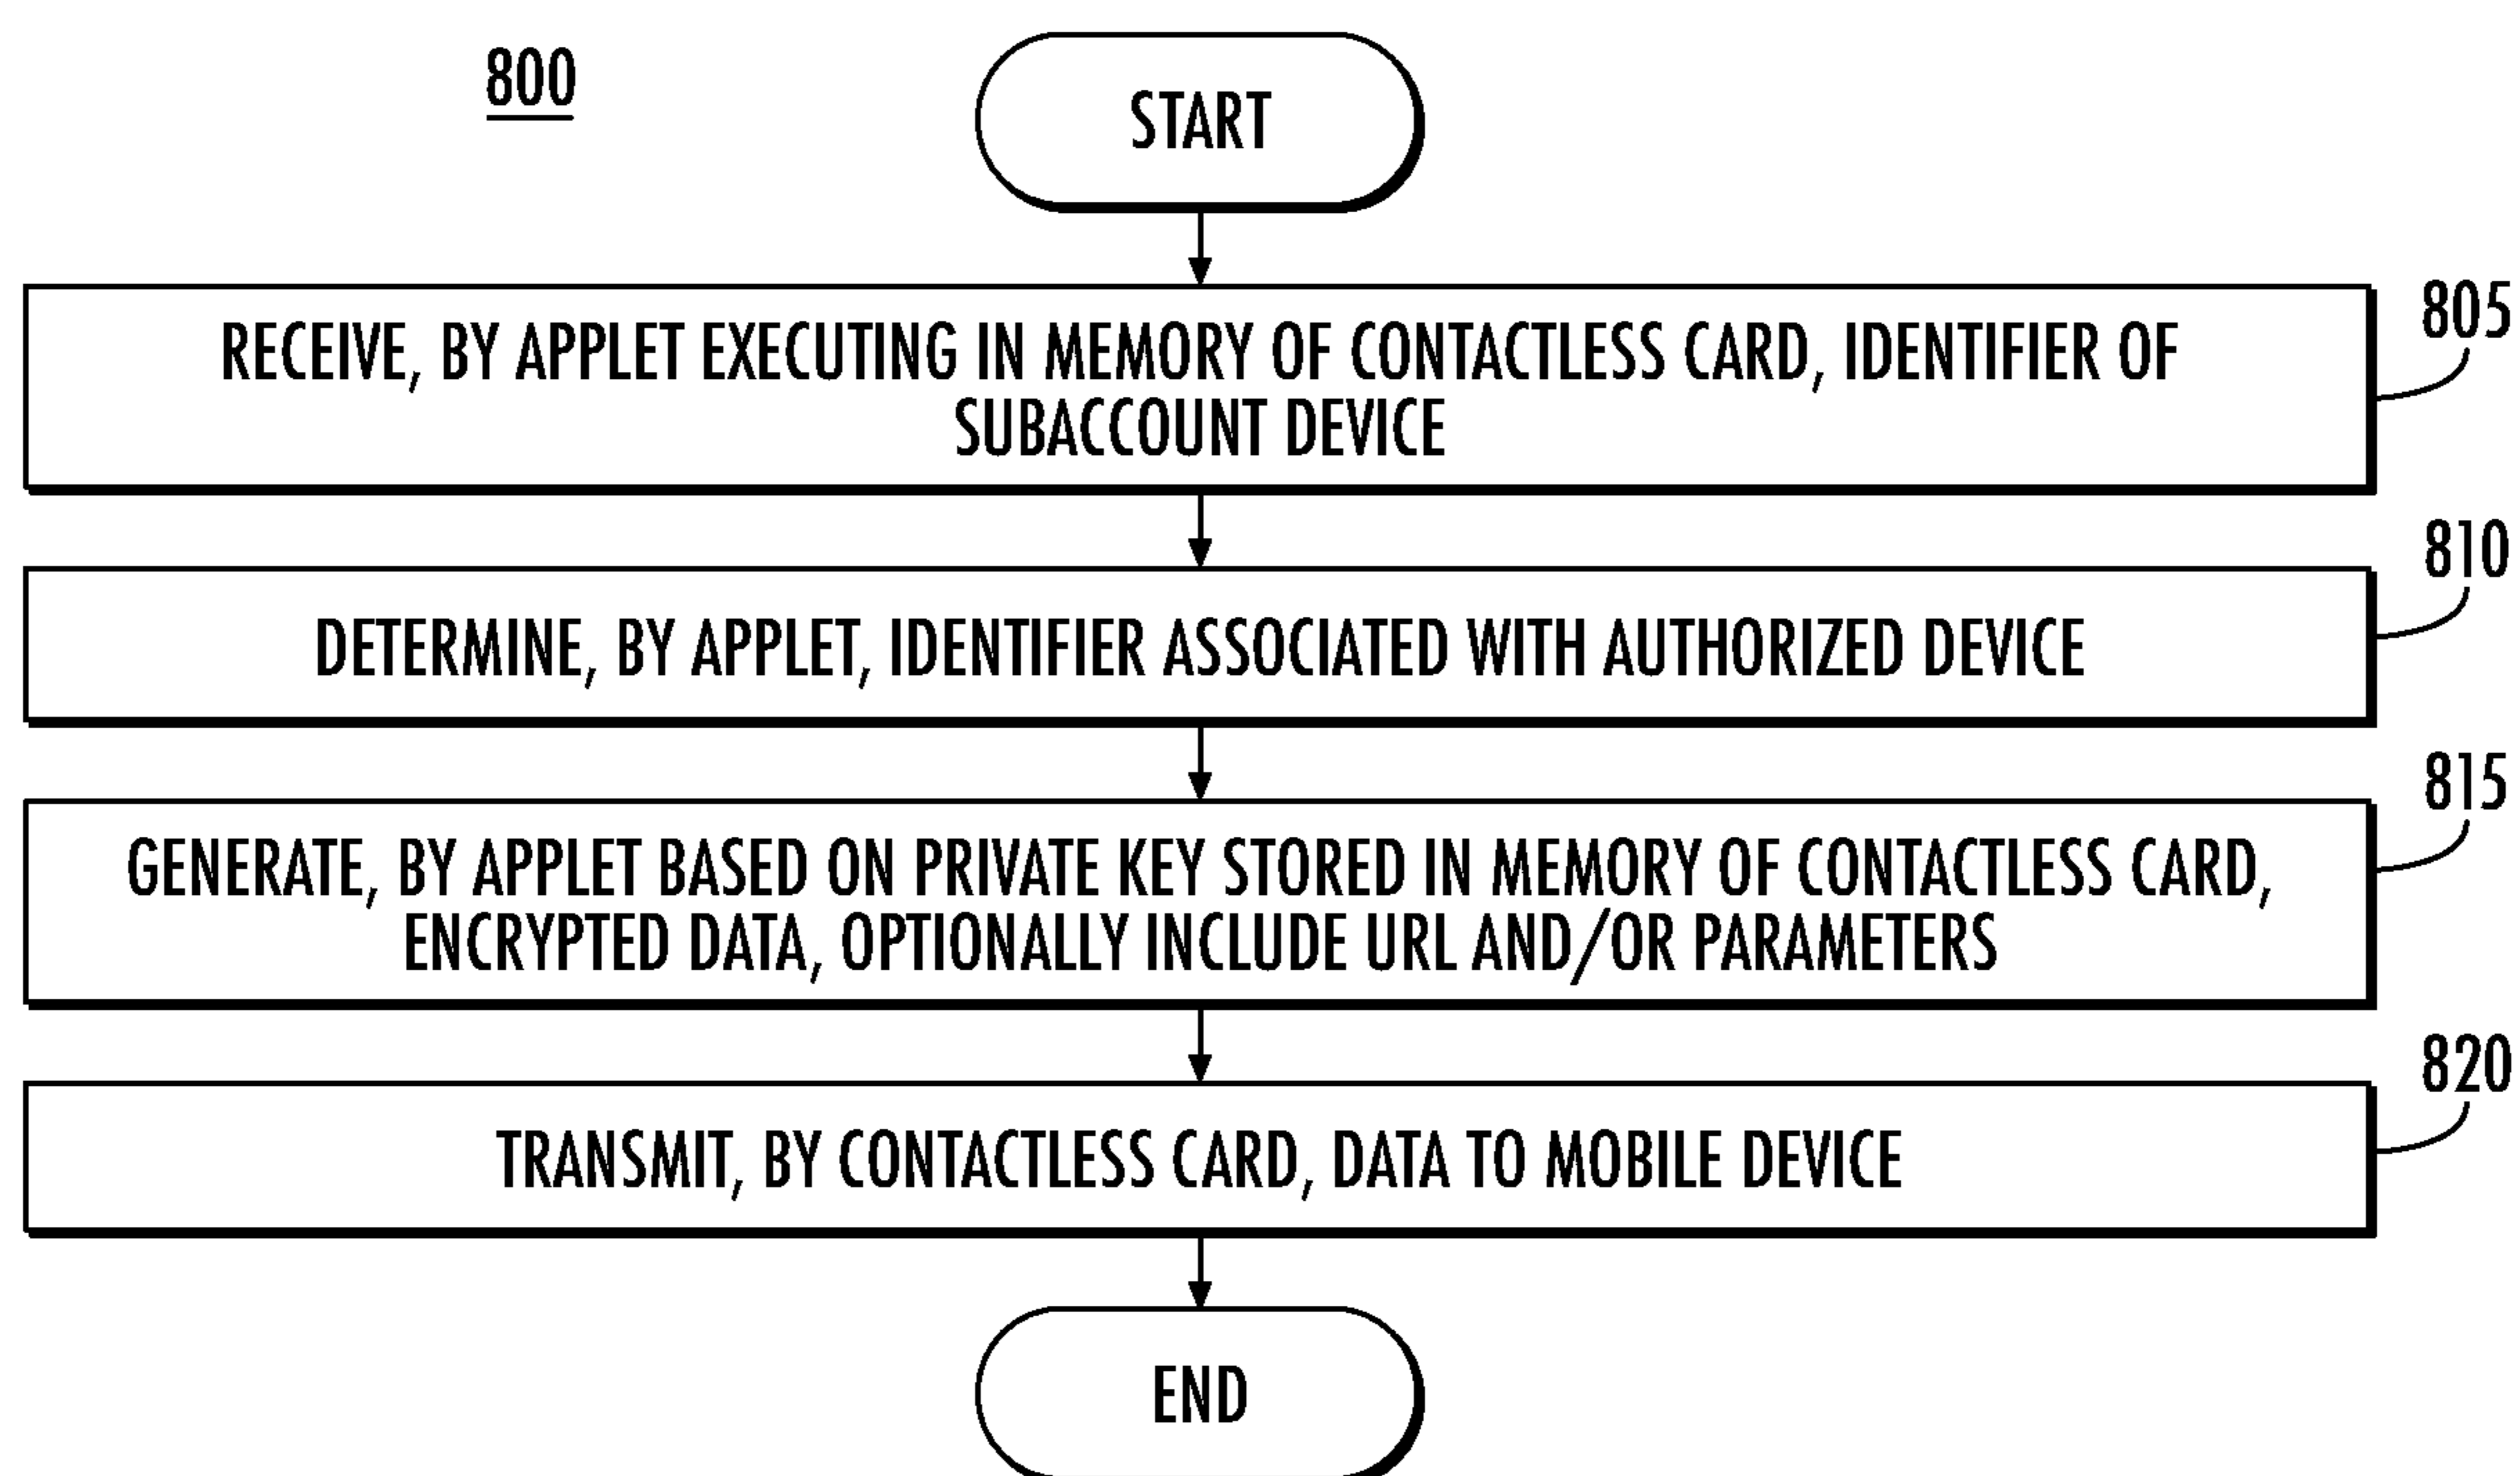 800
START
805
RECEIVE, BY APPLET EXECUTING IN MEMORY OF CONTACTLESS CARD, IDENTIFIER OF
SUBACCOUNT DEVICE
810
DETERMINE, BY APPLET, IDENTIFIER ASSOCIATED WITH AUTHORIZED DEVICE
815
GENERATE, BY APPLET BASED ON PRIVATE KEY STORED IN MEMORY OF CONTACTLESS CARD,
ENCRYPTED DATA, OPTIONALLY INCLUDE URL AND/OR PARAMETERS
820
TRANSMIT, BY CONTACTLESS CARD, DATA TO MOBILE DEVICE
END